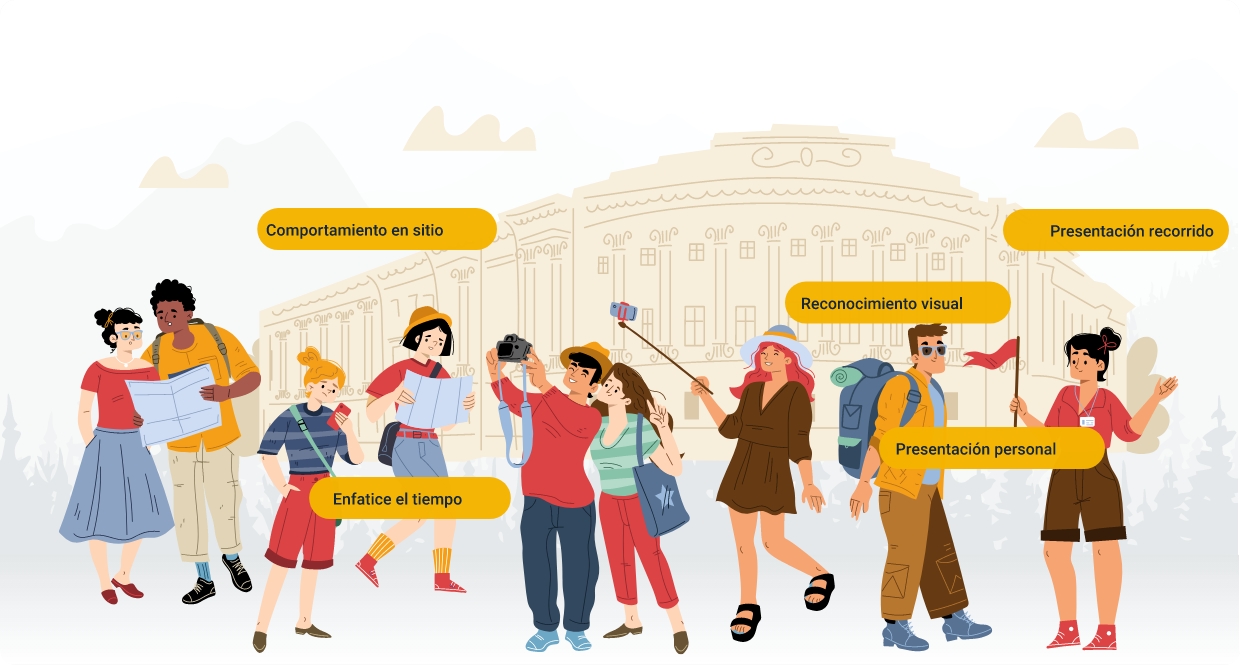 Comportamiento en sitio
Presentación recorrido
Reconocimiento visual
Presentación personal
Enfatice el tiempo